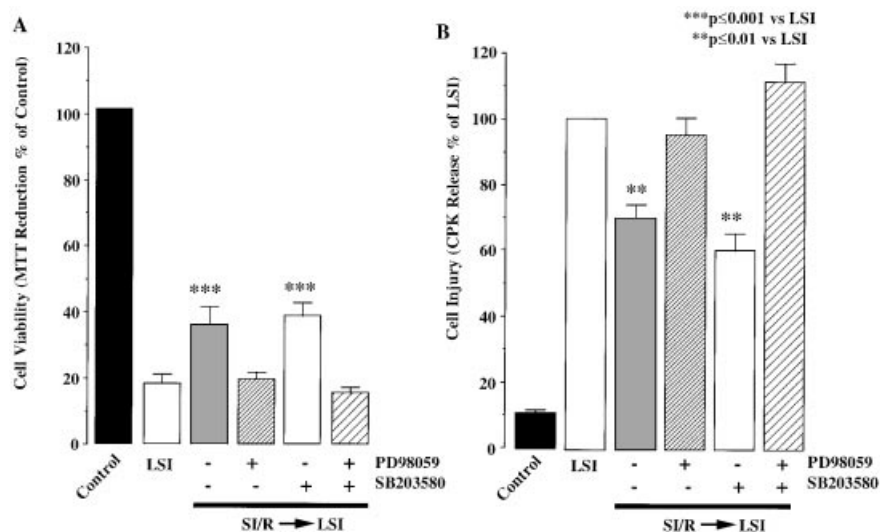 A
Cell Viability (MTT Reduction % of Control)
120
100
80
60
40
20
0
***
***
Control
LSI
- + - + PD98059
- - + + SB203580
SI/R → LSI
B
***p≤0.001 vs LSI
**p≤0.01 vs LSI
Cell Injury (CPK Release % of LSI)
120
100
80
60
40
20
0
**
**
Control
LSI
- + - + PD98059
- - + + SB203580
SI/R → LSI